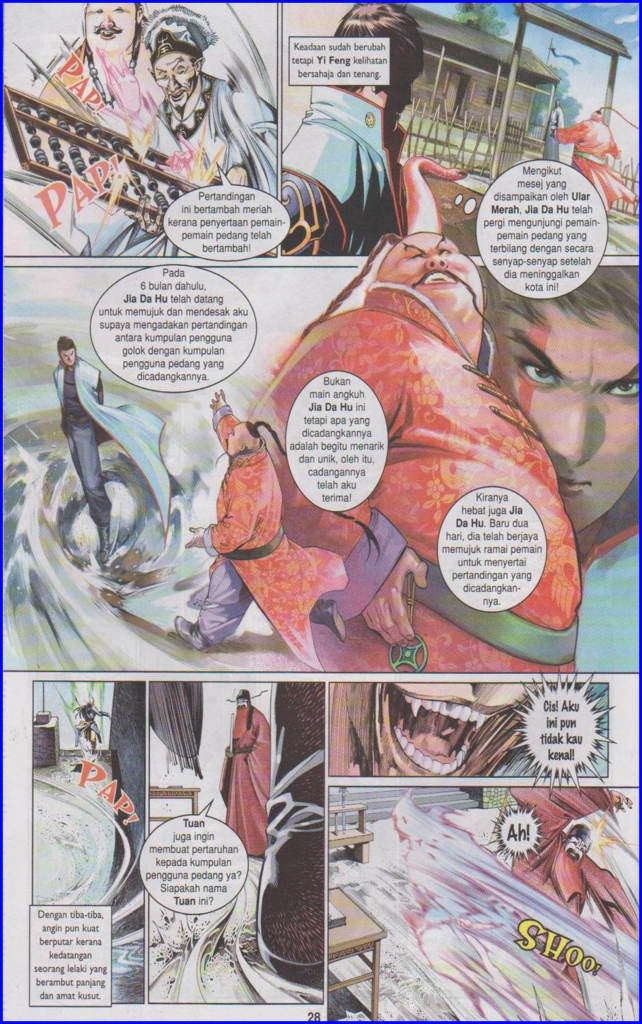 PAP!
PAP!
Pertandingan
ini bertambah meriah
kerana penyertaan pemain-
pemain pedang telah
bertambah!
Keadaan sudah berubah
tetapi Yi Feng kelihatan
bersahaja dan tenang.
Mengikut
mesej yang
disampaikan oleh Ular
Merah, Jia Da Hu telah
pergi mengunjungi pemain-
pemain pedang yang
terbilang dengan secara
senyap-senyap setelah
dia meninggalkan
kota ini!
Pada
6 bulan dahulu,
Jia Da Hu telah datang
untuk memujuk dan mendesak aku
supaya mengadakan pertandingan
antara kumpulan pengguna
golok dengan kumpulan
pengguna pedang yang
dicadangkannya.
Bukan
main angkuh
Jia Da Hu ini
tetapi apa yang
dicadangkannya
adalah begitu menarik
dan unik, oleh itu,
cadangannya
telah aku
terima!
Kiranya
hebat juga Jia
Da Hu. Baru dua
hari, dia telah berjaya
memujuk ramai pemain
untuk menyertai
pertandingan yang
dicadangkan-
nya.
PAP!
Dengan tiba-tiba,
angin pun kuat
berputar kerana
kedatangan
seorang lelaki yang
berambut panjang
dan amat kusut.
Tuan
juga ingin
membuat pertaruhan
kepada kumpulan
pengguna pedang ya?
Siapakah nama
Tuan ini?
Cis! Aku
ini pun
tidak kau
kenal!
Ah!
SHOO!
28